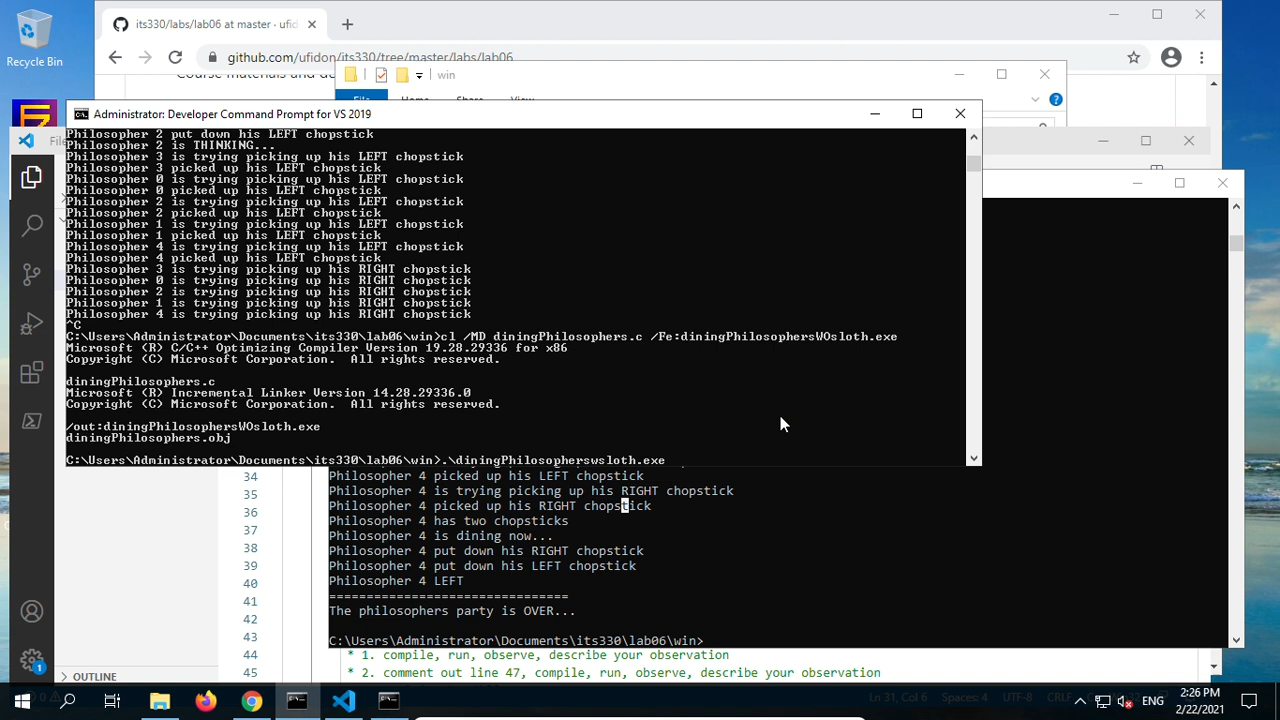 its330/labs/lab06 at master · ufid
github.com/ufidon/its330/tree/master/labs/lab06
Recycle Bin
win
File
Home Share View
Administrator: Developer Command Prompt for VS 2019
Philosopher 2 put down his LEFT chopstick
Philosopher 2 is THINKING...
Philosopher 3 is trying picking up his LEFT chopstick
Philosopher 3 picked up his LEFT chopstick
Philosopher 0 is trying picking up his LEFT chopstick
Philosopher 0 picked up his LEFT chopstick
Philosopher 2 is trying picking up his LEFT chopstick
Philosopher 2 picked up his LEFT chopstick
Philosopher 1 is trying picking up his LEFT chopstick
Philosopher 1 picked up his LEFT chopstick
Philosopher 4 is trying picking up his LEFT chopstick
Philosopher 4 picked up his LEFT chopstick
Philosopher 3 is trying picking up his RIGHT chopstick
Philosopher 0 is trying picking up his RIGHT chopstick
Philosopher 2 is trying picking up his RIGHT chopstick
Philosopher 1 is trying picking up his RIGHT chopstick
Philosopher 4 is trying picking up his RIGHT chopstick
^C
C:\Users\Administrator\Documents\its330\lab06\win>cl /MD diningPhilosophers.c /Fe:diningPhilosophersWOsloth.exe
Microsoft (R) C/C++ Optimizing Compiler Version 19.28.29336 for x86
Copyright (C) Microsoft Corporation. All rights reserved.
diningPhilosophers.c
Microsoft (R) Incremental Linker Version 14.28.29336.0
Copyright (C) Microsoft Corporation. All rights reserved.
/out:diningPhilosophersWOsloth.exe
diningPhilosophers.obj
C:\Users\Administrator\Documents\its330\lab06\win>.\diningPhilosopherswsloth.exe
34 Philosopher 4 picked up his LEFT chopstick
35 Philosopher 4 is trying picking up his RIGHT chopstick
36 Philosopher 4 picked up his RIGHT chopstick
37 Philosopher 4 has two chopsticks
38 Philosopher 4 is dining now...
Philosopher 4 put down his RIGHT chopstick
39 Philosopher 4 put down his LEFT chopstick
40 Philosopher 4 LEFT
41 ================================
42 The philosophers party is OVER...
43 C:\Users\Administrator\Documents\its330\lab06\win>
44 * 1. compile, run, observe, describe your observation
45 * 2. comment out line 47, compile, run, observe, describe your observation
OUTLINE
1
Ln 31, Col 6 Spaces: 4 UTF-8 CRLF
ENG
2:26 PM
2/22/2021